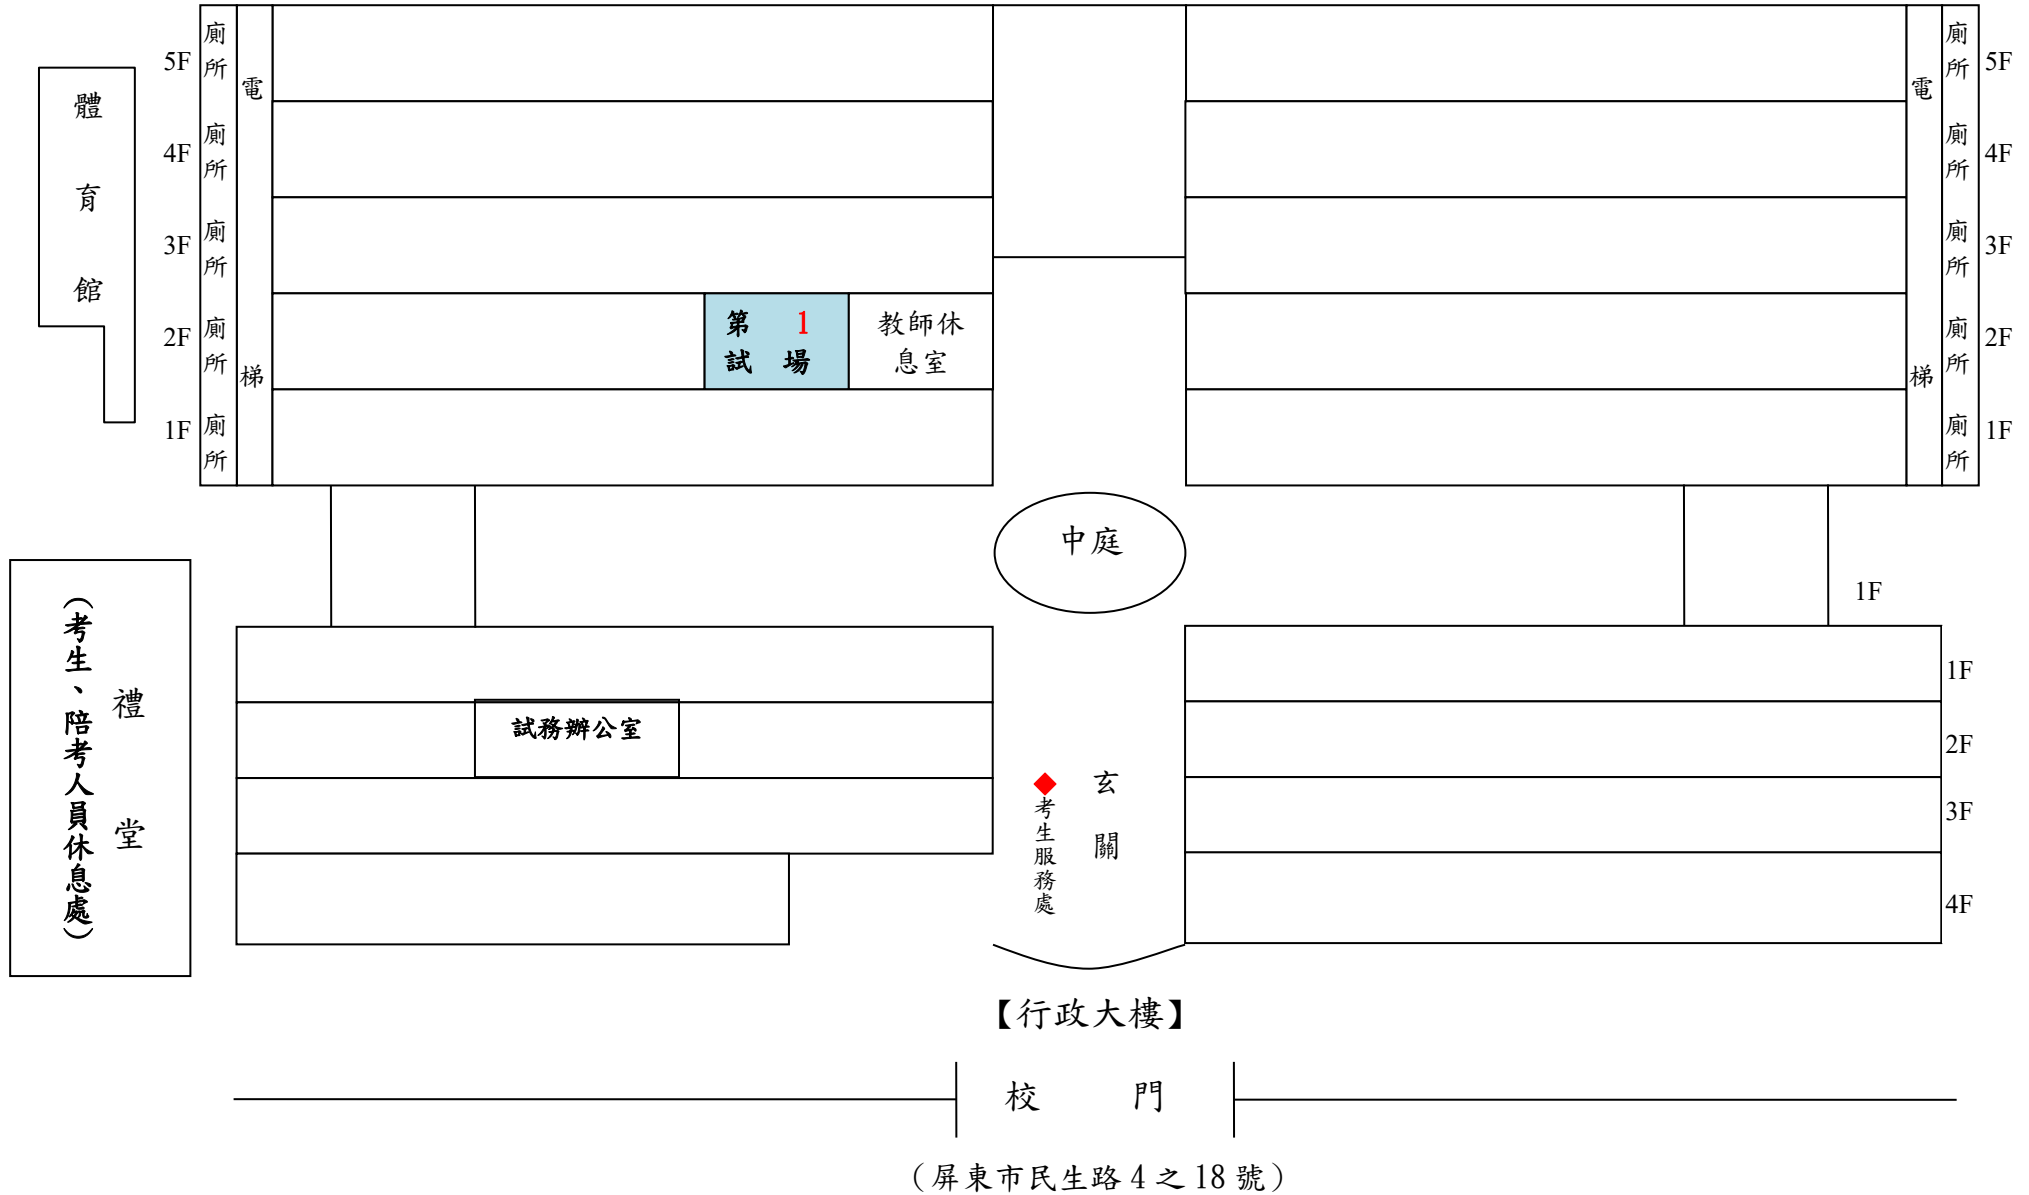 體育館
5F
4F
3F
2F
1F
廁所
廁所
廁所
廁所
廁所
電梯
第 1
試 場
教師休
息室
電梯
廁所
廁所
廁所
廁所
廁所
5F
4F
3F
2F
1F
中庭
1F
禮堂
(考生、陪考人員休息處)
試務辦公室
玄關
◆考生服務處
1F
2F
3F
4F
【行政大樓】
校 門
（屏東市民生路 4 之 18 號）